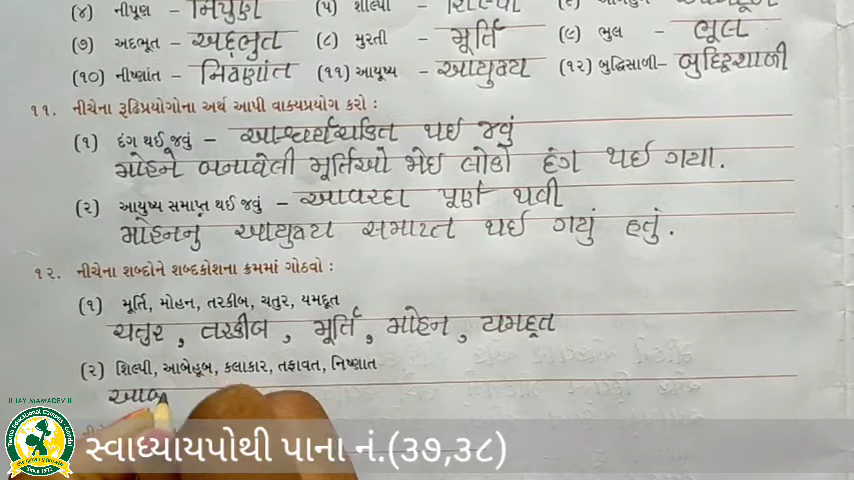 (૪) નીપૂણ - નિપુણ (૫) શીલ્પી - શિલ્પી
(૭) અદભૂત - અદ્ભુત (૮) મુરતી - મૂર્તિ (૯) ભુલ - ભૂલ
(૧૦) નીષ્ણાંત - નિષ્ણાંત (૧૧) આયૂષ્ય - આયુષ્ય (૧૨) બુદ્ધિસાળી - બુદ્ધિશાળી
૧૧. નીચેના રૂઢિપ્રયોગોના અર્થ આપી વાક્યપ્રયોગ કરો :
(૧) દંગ થઈ જવું - આશ્ચર્યચકિત થઈ જવું
મોહને બનાવેલી મૂર્તિઓ જોઈ લોકો દંગ થઈ ગયા.
(૨) આયુષ્ય સમાપ્ત થઈ જવું - આવરદા પૂર્ણ થવી
મોહનનું આયુષ્ય સમાપ્ત થઈ ગયું હતું.
૧૨. નીચેના શબ્દોને શબ્દકોશના ક્રમમાં ગોઠવો :
(૧) મૂર્તિ, મોહન, તરકીબ, ચતુર, યમદૂત
ચતુર, તરકીબ, મૂર્તિ, મોહન, યમદૂત
(૨) શિલ્પી, આબેહૂબ, કલાકાર, તફાવત, નિષ્ણાત
આબ
|| JAY MAMADEV ||
સ્વાધ્યાયપોથી પાના નં.(૩૭,૩૮)